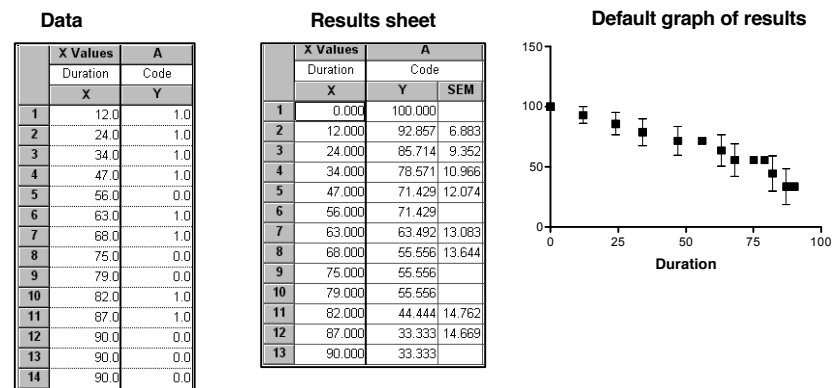 Data
X Values A
Duration Code
X Y
1 12.0 1.0
2 24.0 1.0
3 34.0 1.0
4 47.0 1.0
5 56.0 0.0
6 63.0 1.0
7 68.0 1.0
8 75.0 0.0
9 79.0 0.0
10 82.0 1.0
11 87.0 1.0
12 90.0 0.0
13 90.0 0.0
14 90.0 0.0
Results sheet
X Values A
Duration Code
X Y SEM
1 0.000 100.000
2 12.000 92.857 6.883
3 24.000 85.714 9.352
4 34.000 78.571 10.966
5 47.000 71.429 12.074
6 56.000 71.429
7 63.000 63.492 13.083
8 68.000 55.556 13.644
9 75.000 55.556
10 79.000 55.556
11 82.000 44.444 14.762
12 87.000 33.333 14.669
13 90.000 33.333
Default graph of results
150
100
50
0
0 25 50 75 100
Duration